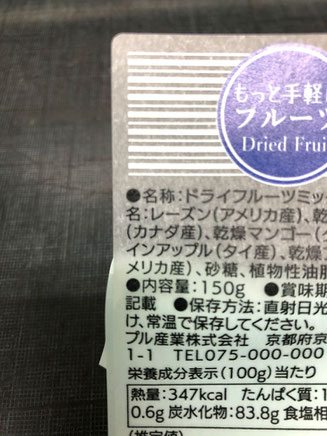 もっと手軽に
フルーツ
Dried Frui
●名称:ドライフルーツミッ
名:レーズン(アメリカ産)、乾燥
(カナダ産)、乾燥マンゴー(
インアップル(タイ産)、乾燥
メリカ産)、砂糖、植物性油脂
●内容量:150g ●賞味期
記載 ●保存方法:直射日光
け、常温で保存してください。
プル産業株式会社 京都府京
1-1 TEL075-000-000
栄養成分表示(100g)当たり
熱量:347kcal たんぱく質:1
0.6g 炭水化物:83.8g 食塩相
(推定値)